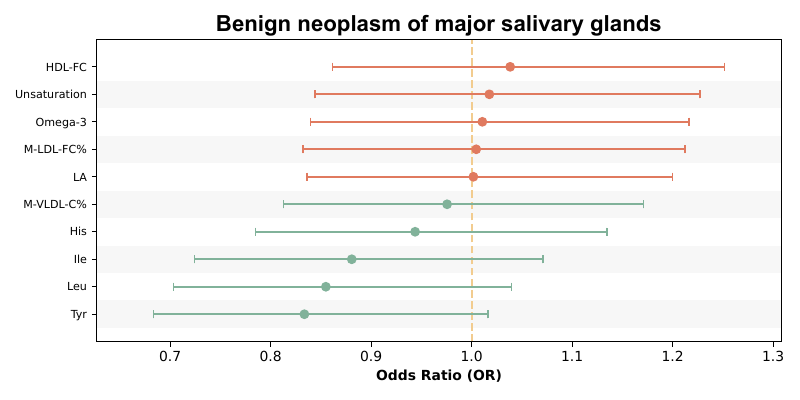 Benign neoplasm of major salivary glands
HDL-FC
Unsaturation
Omega-3
M-LDL-FC%
LA
M-VLDL-C%
His
Ile
Leu
Tyr
0.7 0.8 0.9 1.0 1.1 1.2 1.3
Odds Ratio (OR)